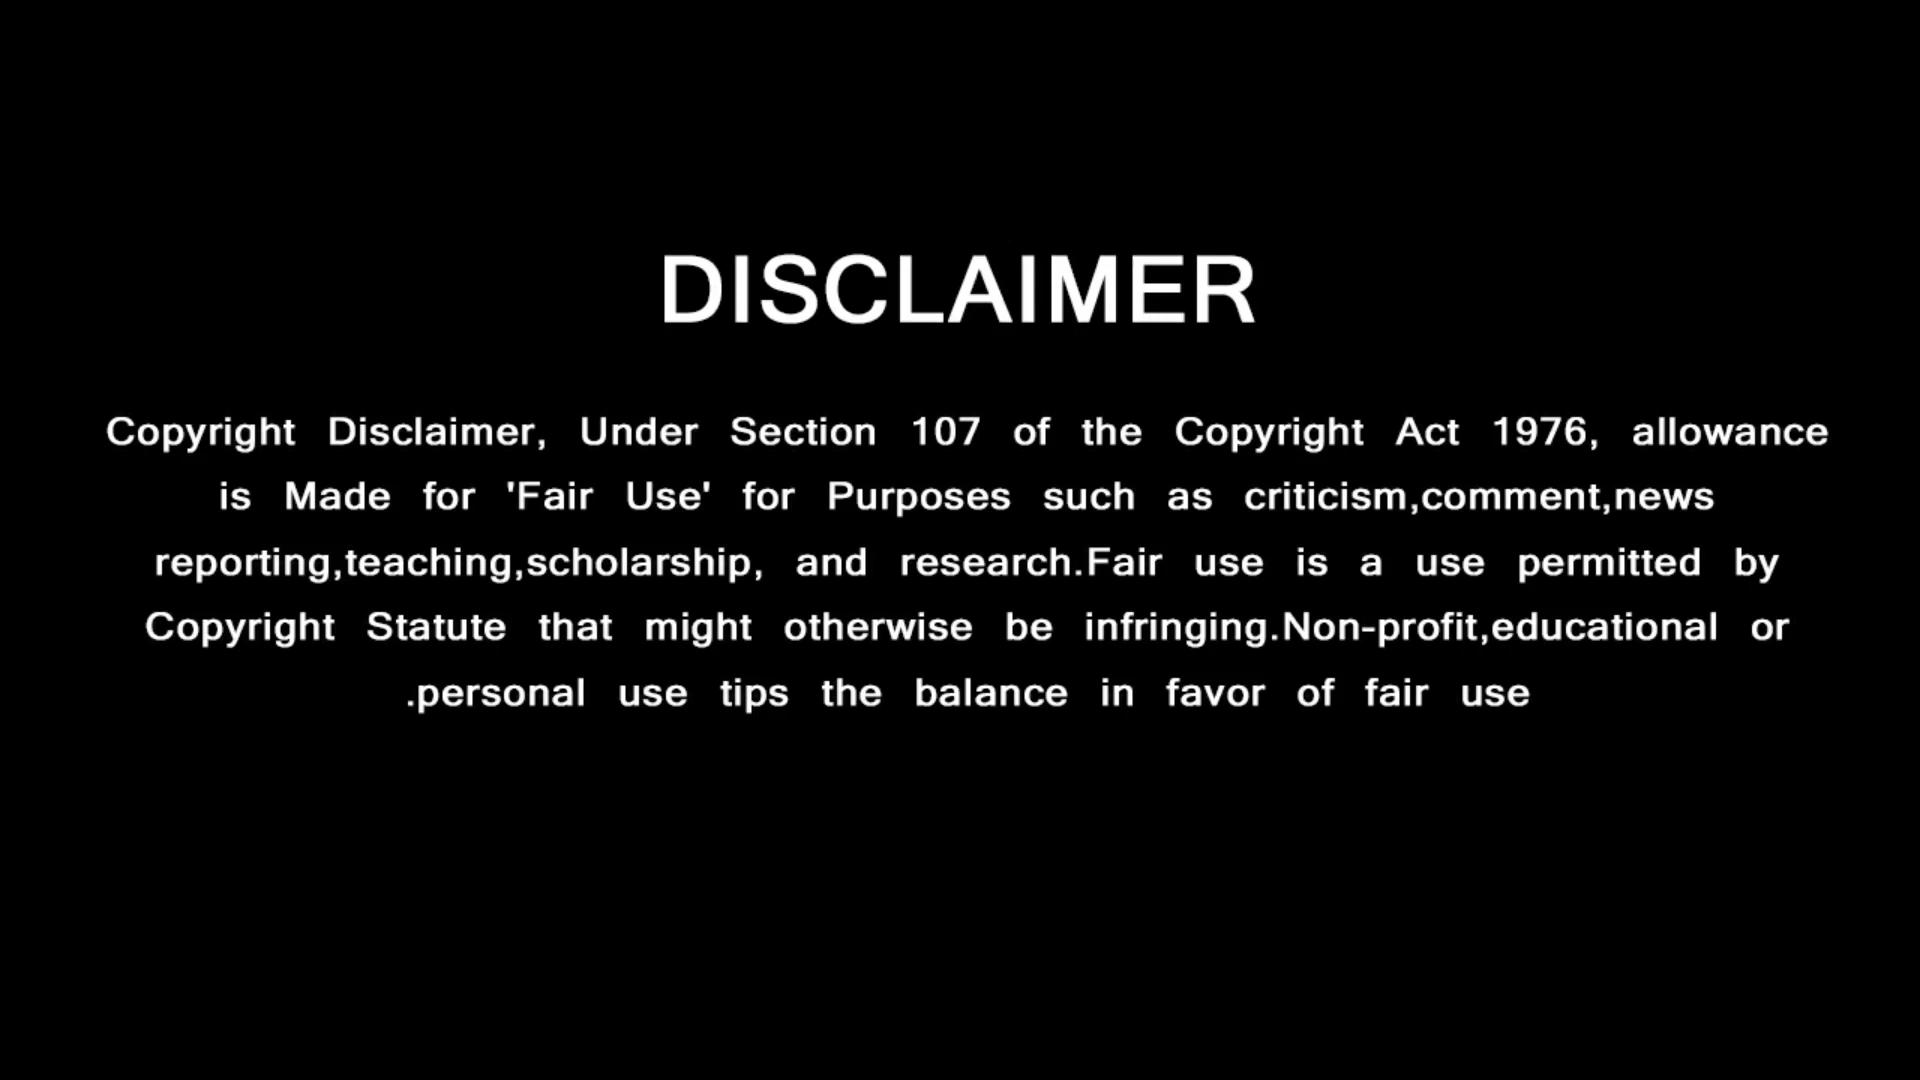 DISCLAIMER
Copyright Disclaimer, Under Section 107 of the Copyright Act 1976, allowance
is Made for 'Fair Use' for Purposes such as criticism,comment,news
reporting,teaching,scholarship, and research.Fair use is a use permitted by
Copyright Statute that might otherwise be infringing.Non-profit,educational or
.personal use tips the balance in favor of fair use